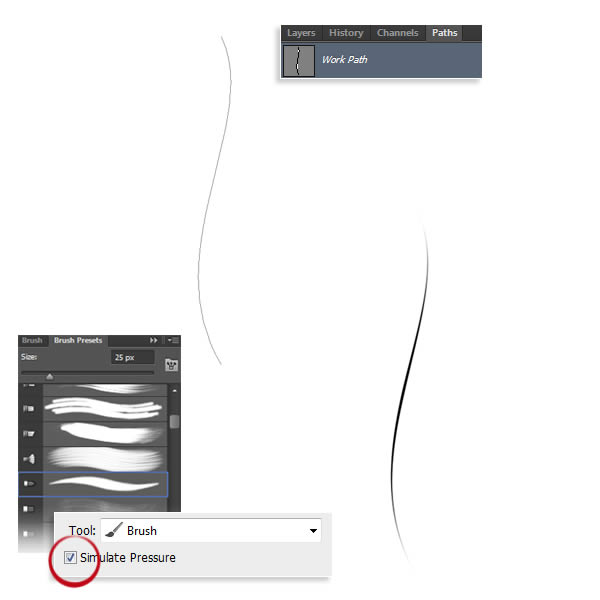 Layers History Channels Paths
Work Path
Brush Brush Presets
Size: 25 px
Tool: Brush
Simulate Pressure